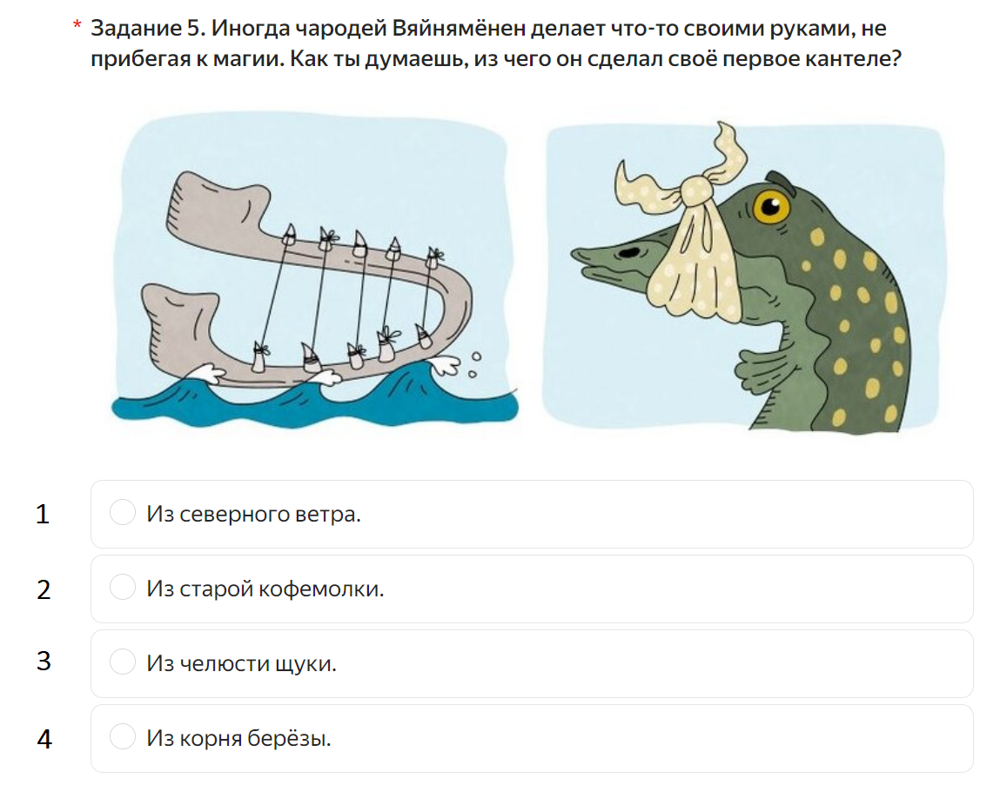 * Задание 5. Иногда чародей Вяйнямёнен делает что-то своими руками, не
прибегая к магии. Как ты думаешь, из чего он сделал своё первое кантеле?
1 Из северного ветра.
2 Из старой кофемолки.
3 Из челюсти щуки.
4 Из корня берёзы.